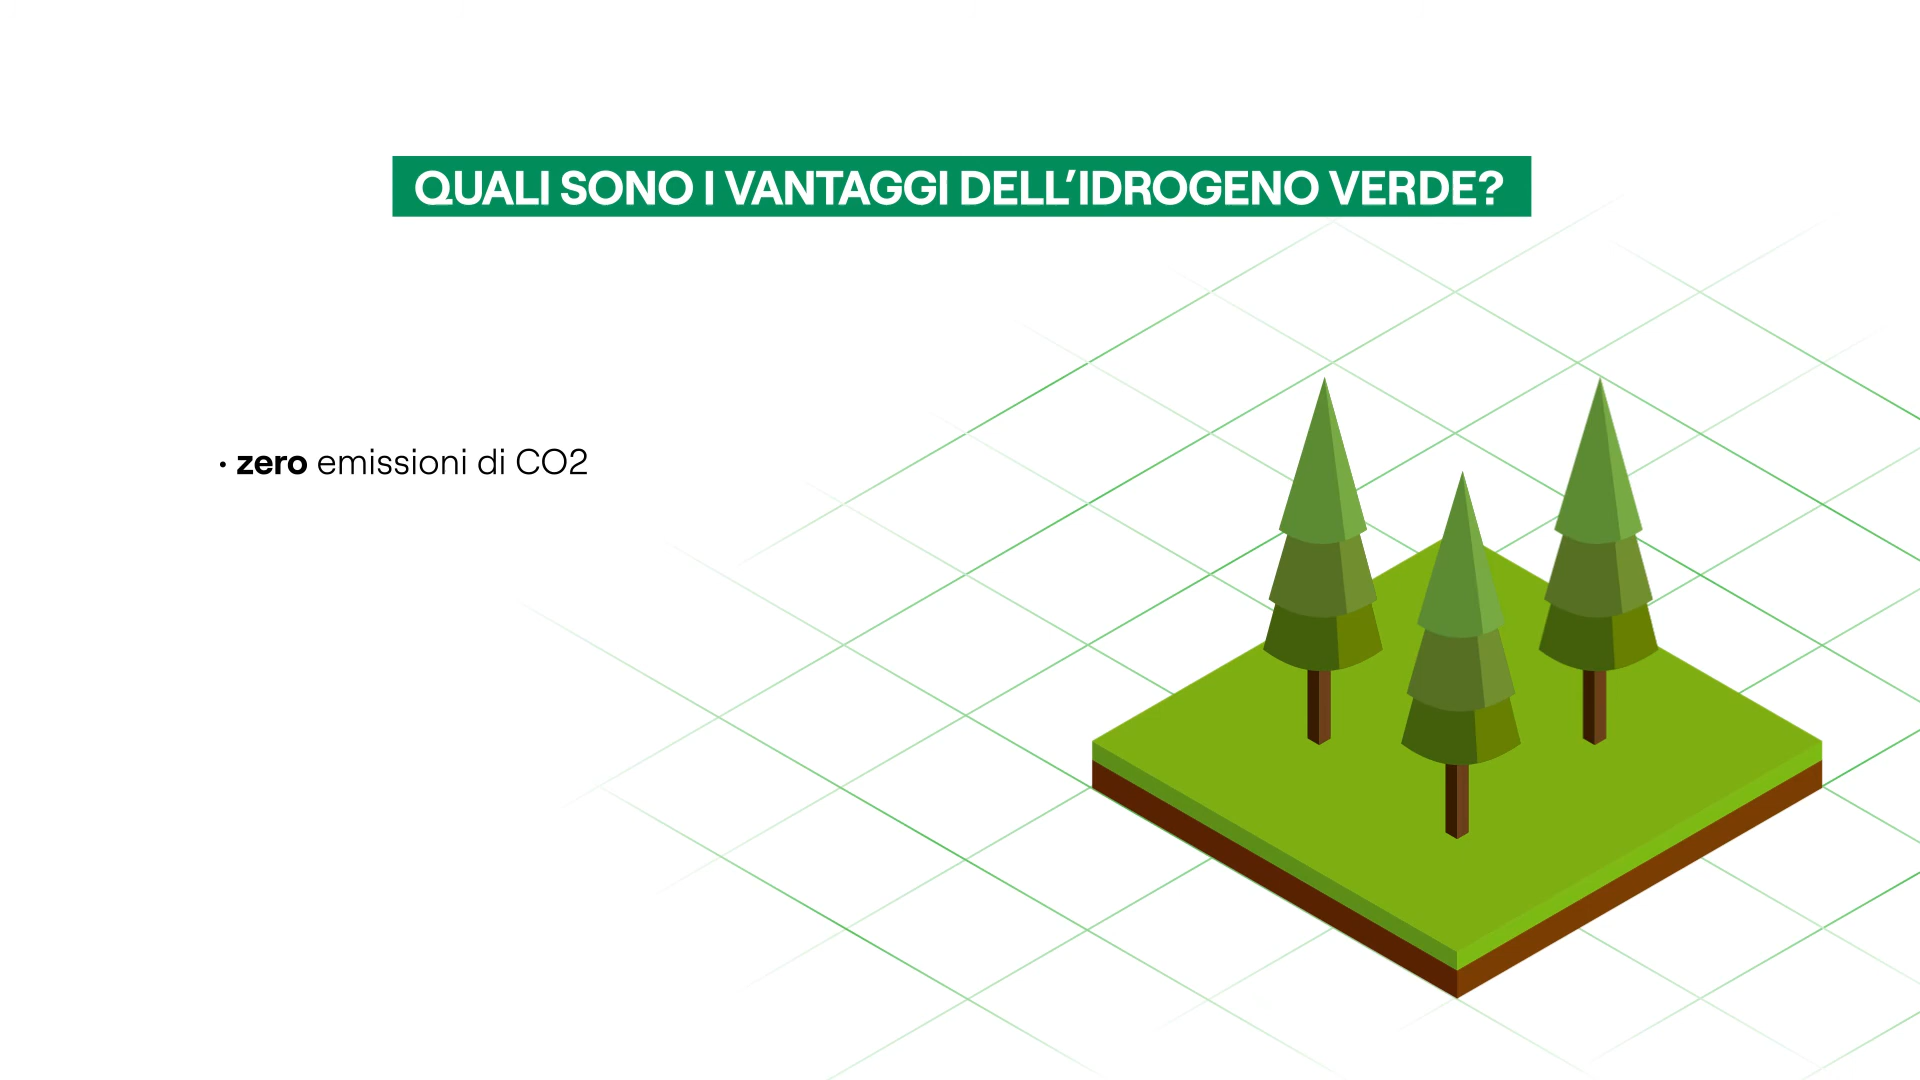 QUALI SONO I VANTAGGI DELL’IDROGENO VERDE?
· zero emissioni di CO2